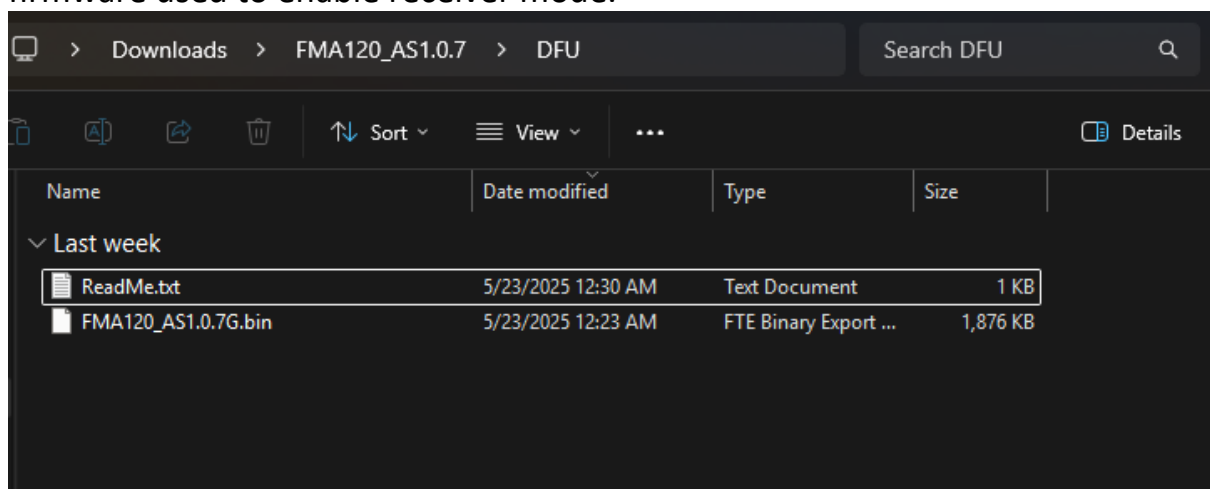 firmware used to enable receiver mode.
> Downloads > FMA120_AS1.0.7 > DFU Search DFU
Sort View ... Details
Name Date modified Type Size
Last week
ReadMe.txt 5/23/2025 12:30 AM Text Document 1 KB
FMA120_AS1.0.7G.bin 5/23/2025 12:23 AM FTE Binary Export ... 1,876 KB